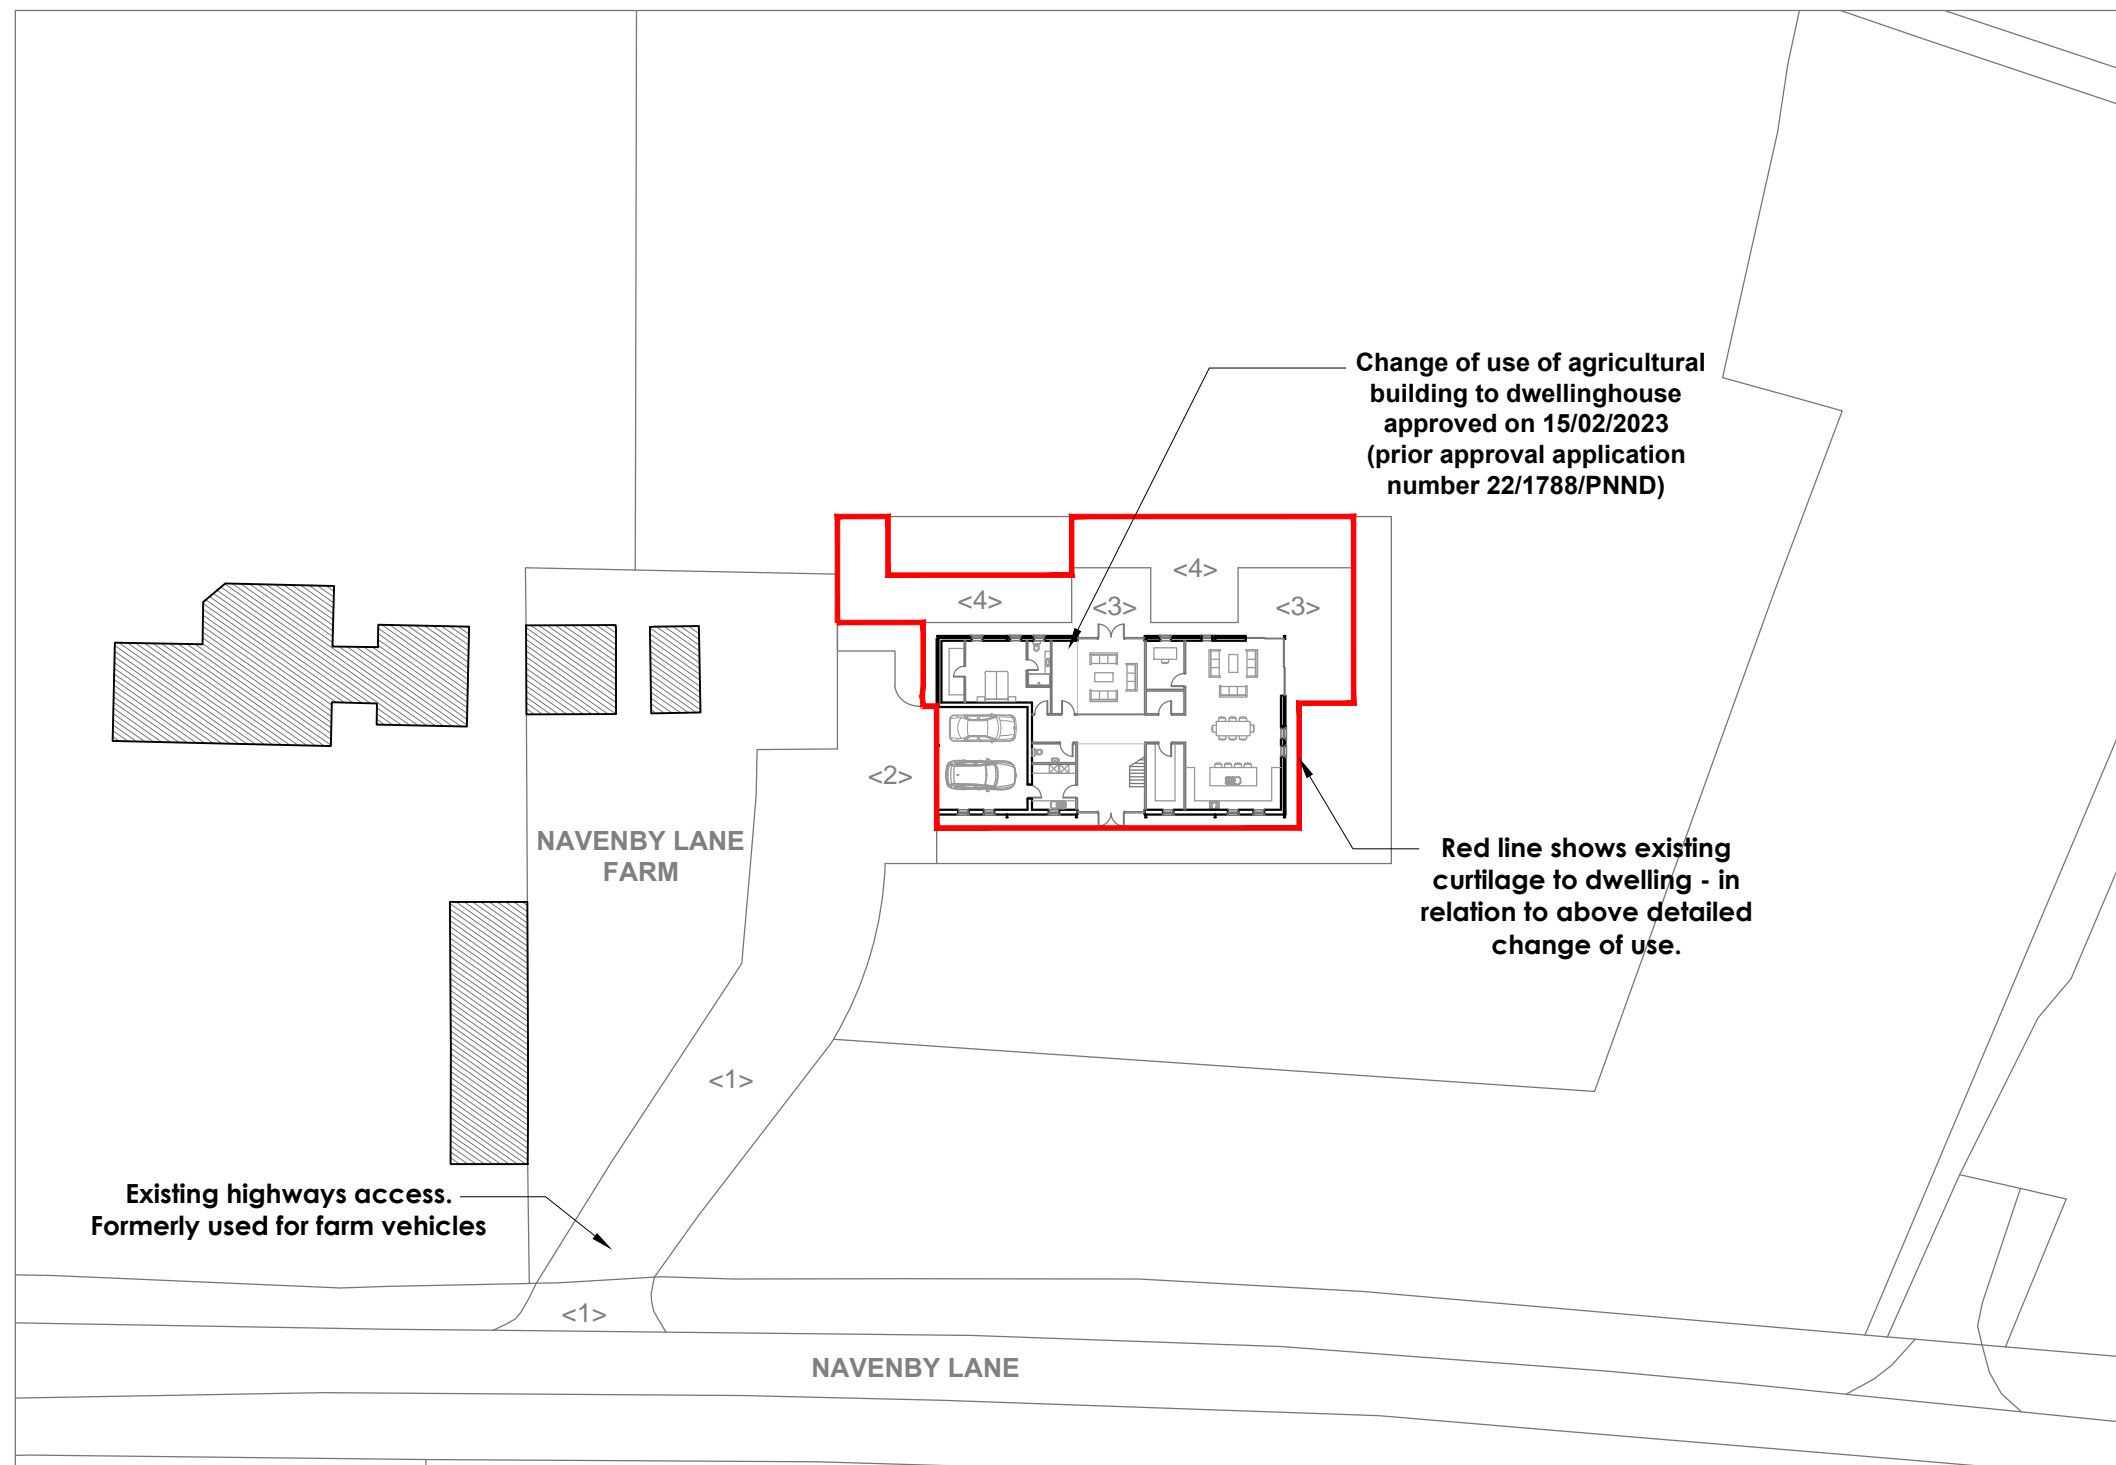 Change of use of agricultural
building to dwellinghouse
approved on 15/02/2023
(prior approval application
number 22/1788/PNND)
<4>
<4>
<3>
<3>
<2>
NAVENBY LANE
FARM
Red line shows existing
curtilage to dwelling - in
relation to above detailed
change of use.
<1>
Existing highways access.
Formerly used for farm vehicles
<1>
NAVENBY LANE